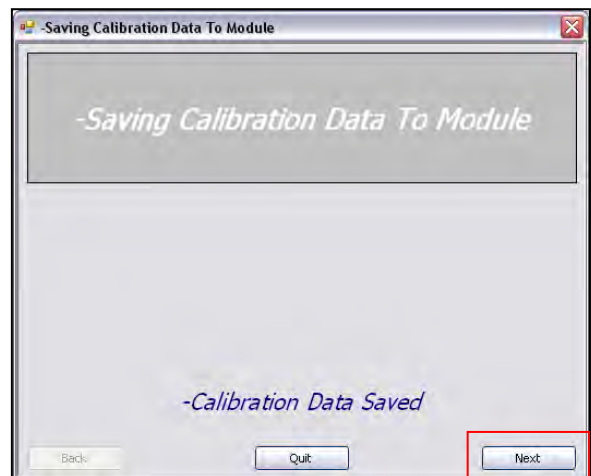 -Saving Calibration Data To Module
-Saving Calibration Data To Module
-Calibration Data Saved
Back Quit Next